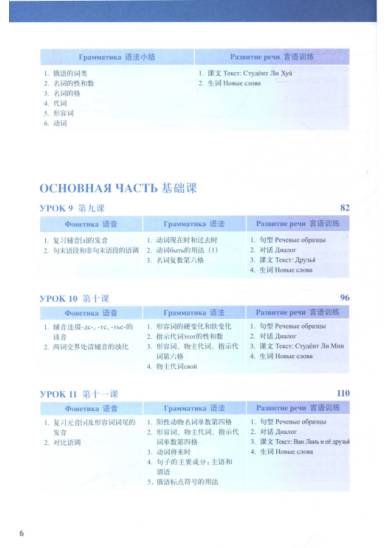 Грамматика 语法小结 Развитие речи 言语训练
1. 俄语的词类 1. 课文 Текст: Студéнт Ли Хуй
2. 名词的性和数 2. 生词 Новые слова
3. 名词的格
4. 代词
5. 形容词
6. 动词
ОСНОВНАЯ ЧАСТЬ 基础课
УРОК 9 第九课 82
Фонетика 语音 Грамматика 语法 Развитие речи 言语训练
1. 复习辅音[л]的发音 1. 动词现在时和过去时 1. 句型 Речевые образцы
2. 句末语段和非句末语段的语调 2. 动词быть的用法（1） 2. 对话 Диалог
3. 名词复数第六格 3. 课文 Текст: Друзья́
4. 生词 Новые слова
УРОК 10 第十课 96
Фонетика 语音 Грамматика 语法 Развитие речи 言语训练
1. 辅音连缀-дс-, -тс, -тье-的 1. 形容词的硬变化和软变化 1. 句型 Речевые образцы
读音 2. 指示代词этот的性和数 2. 对话 Диалог
2. 两词交界处清辅音的浊化 3. 形容词、物主代词、指示代 3. 课文 Текст: Студéнт Ли Мин
词第六格 4. 生词 Новые слова
4. 物主代词свой
УРОК 11 第十一课 110
Фонетика 语音 Грамматика 语法 Развитие речи 言语训练
1. 复习元音[ы]及形容词词尾的 1. 阳性动物名词单数第四格 1. 句型 Речевые образцы
发音 2. 形容词、物主代词、指示代 2. 对话 Диалог
2. 对比语调 词单数第四格 3. 课文 Текст: Ван Лань и её друзья́
3. 动词将来时 4. 生词 Новые слова
4. 句子的主要成分：主语和
谓语
5. 俄语标点符号的用法
6